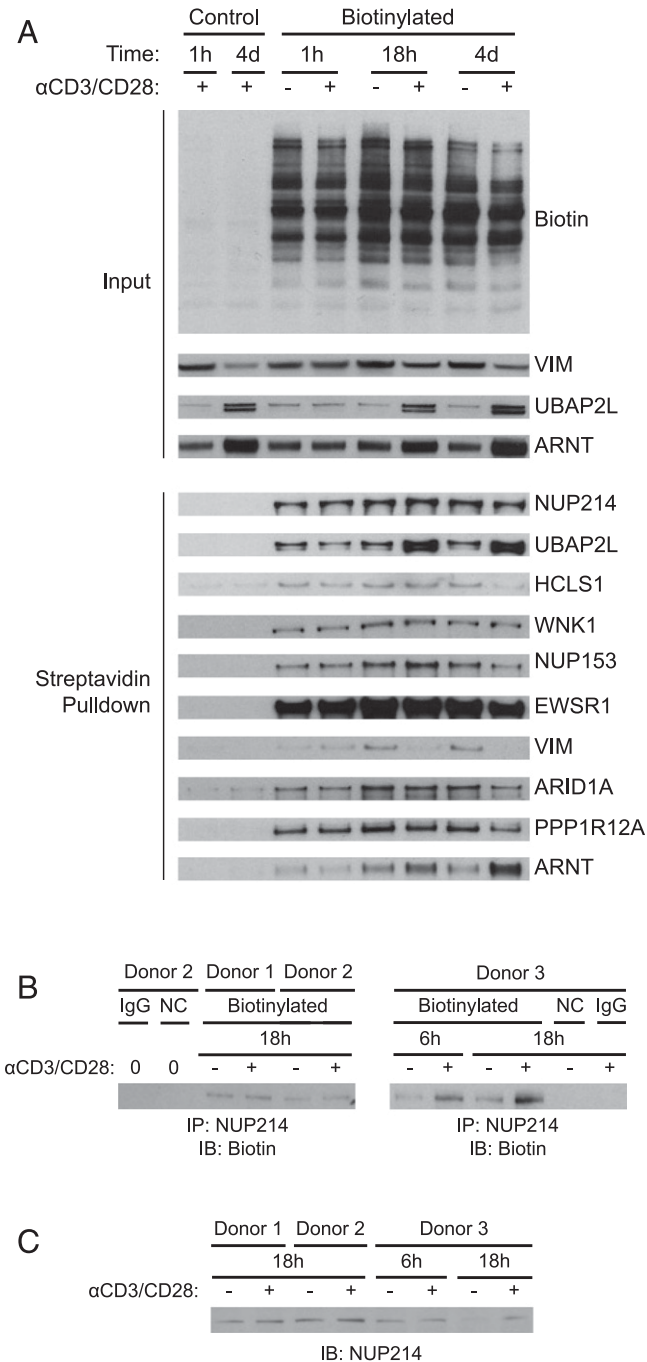 A
Control Biotinylated
Time: 1h 4d 1h 18h 4d
αCD3/CD28: + + - + - + - +
Input
Biotin
VIM
UBAP2L
ARNT
Streptavidin
Pulldown
NUP214
UBAP2L
HCLS1
WNK1
NUP153
EWSR1
VIM
ARID1A
PPP1R12A
ARNT
B
Donor 2 Donor 1 Donor 2
IgG NC Biotinylated
18h
αCD3/CD28: 0 0 - + - +
IP: NUP214
IB: Biotin
Donor 3
Biotinylated NC IgG
6h 18h
- + - + - +
IP: NUP214
IB: Biotin
C
Donor 1 Donor 2 Donor 3
18h 6h 18h
αCD3/CD28: - + - + - + - +
IB: NUP214